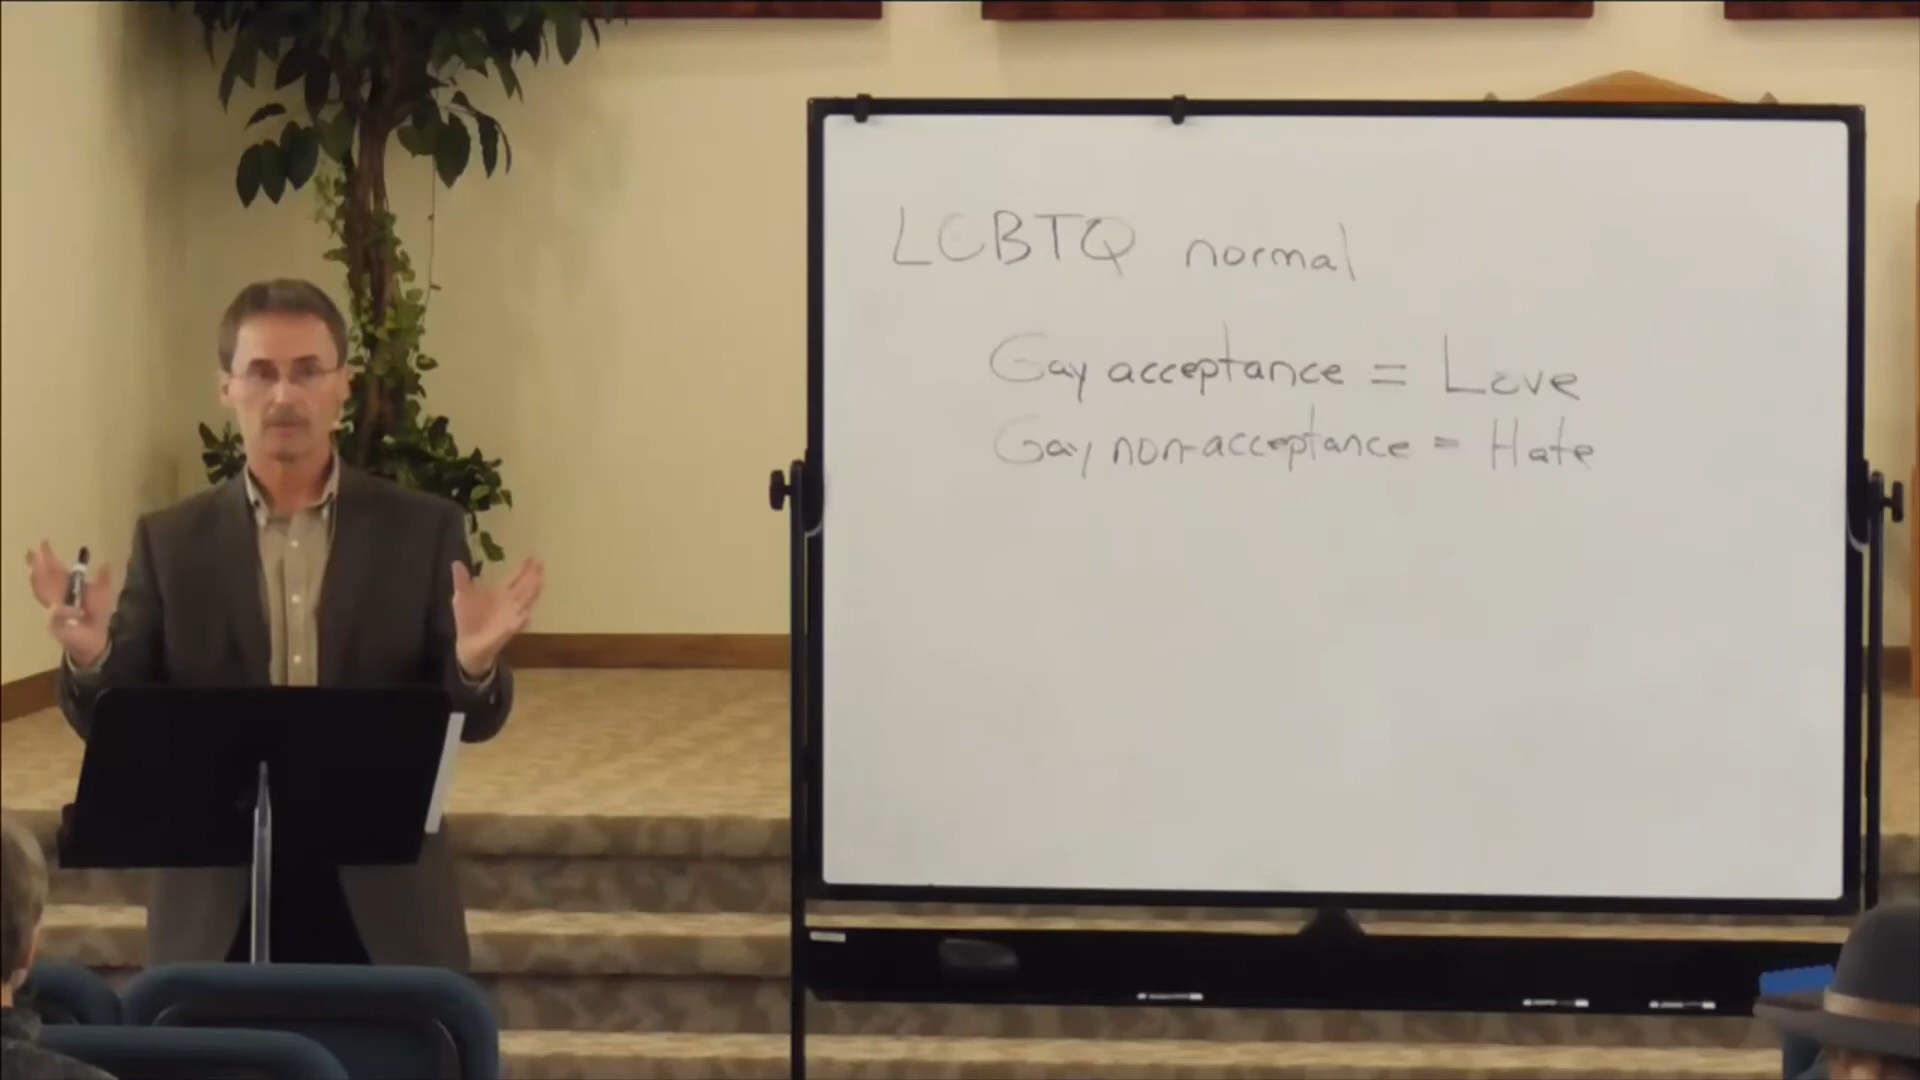 LGBTQ normal
Gay acceptance = Love
Gay non-acceptance = Hate